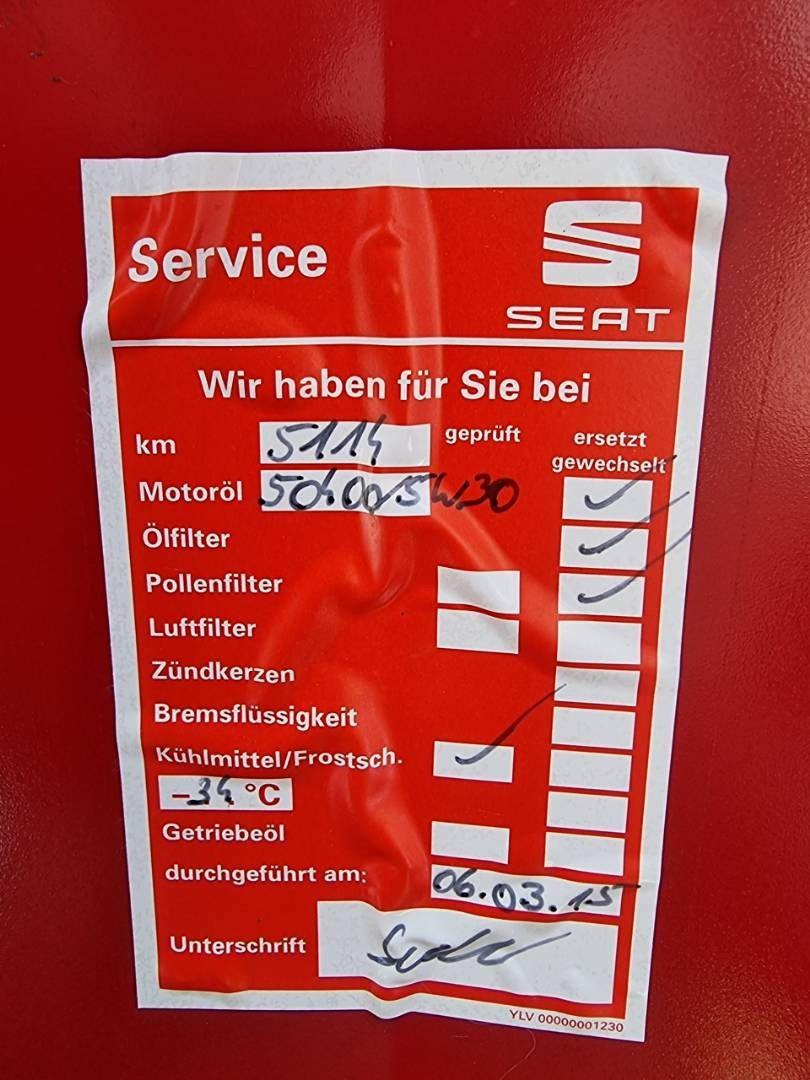 Service
SEAT
Wir haben für Sie bei
km 5114 geprüft ersetzt
gewechselt
Motoröl 50400/5W30
Ölfilter
Pollenfilter
Luftfilter
Zündkerzen
Bremsflüssigkeit
Kühlmittel/Frostsch.
-34 °C
Getriebeöl
durchgeführt am: 06.03.15
Unterschrift
YLV 00000001230